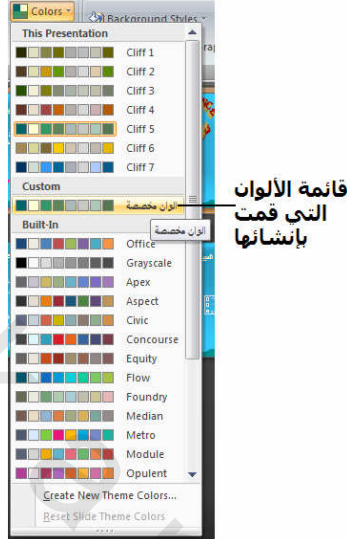 Colors
Background Styles
This Presentation
Cliff 1
Cliff 2
Cliff 3
Cliff 4
Cliff 5
Cliff 6
Cliff 7
Custom
الوان مخصصة
الوان مخصصة
قائمة الألوان
التي قمت
بإنشائها
Built-In
Office
Grayscale
Apex
Aspect
Civic
Concourse
Equity
Flow
Foundry
Median
Metro
Module
Opulent
Create New Theme Colors...
Reset Slide Theme Colors